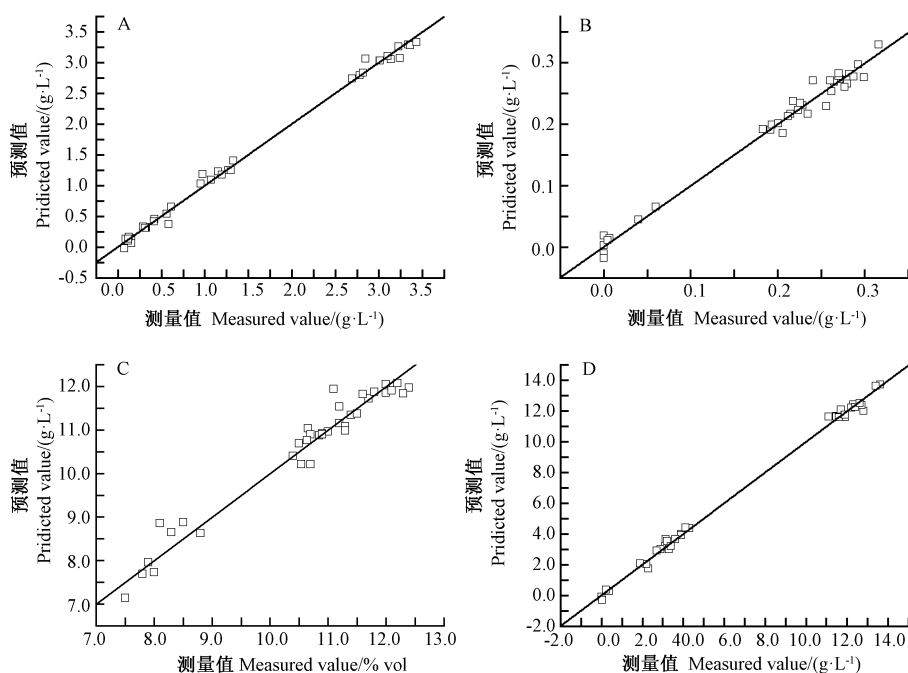 A
3.5
3.0
2.5
2.0
1.5
1.0
0.5
0.0
-0.5
预测值
Pridicted value/(g·L-1)
0.0 0.5 1.0 1.5 2.0 2.5 3.0 3.5
测量值 Measured value/(g·L-1)
B
0.3
0.2
0.1
0.0
预测值
Pridicted value/(g·L-1)
0.0 0.1 0.2 0.3
测量值 Measured value/(g·L-1)
C
12.0
11.0
10.0
9.0
8.0
7.0
预测值
Pridicted value/(g·L-1)
7.0 8.0 9.0 10.0 11.0 12.0 13.0
测量值 Measured value/% vol
D
14.0
12.0
10.0
8.0
6.0
4.0
2.0
0.0
-2.0
预测值
Pridicted value/(g·L-1)
-2.0 0.0 2.0 40.0 6.0 8.0 10.0 12.0 14.0
测量值 Measured value/(g·L-1)